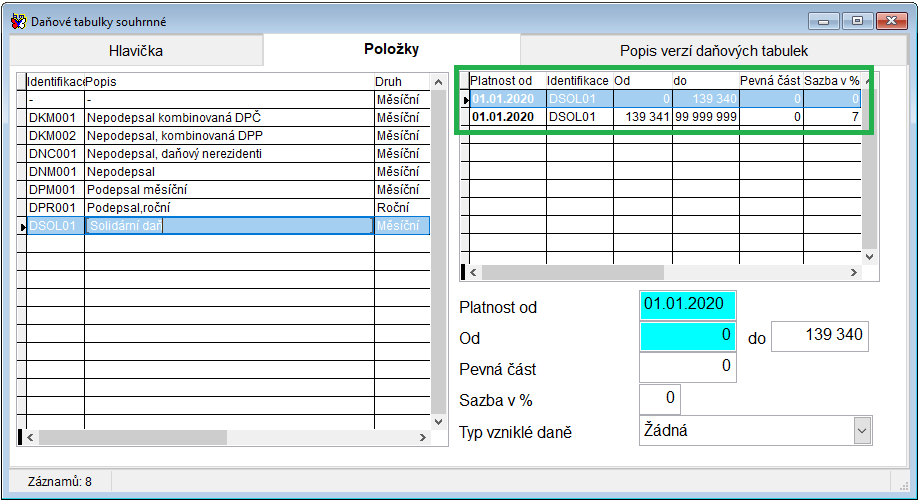 Daňové tabulky souhrnné
Hlavička Položky Popis verzí daňových tabulek
Identifikace Popis Druh
- - Měsíční
DKM001 Nepodepsal kombinovaná DPČ Měsíční
DKM002 Nepodepsal, kombinovaná DPP Měsíční
DNC001 Nepodepsal, daňový nerezidenti Měsíční
DNM001 Nepodepsal Měsíční
DPM001 Podepsal měsíční Měsíční
DPR001 Podepsal,roční Roční
DSOL01 Solidární daň Měsíční
Platnost od Identifikace Od do Pevná část Sazba v %
01.01.2020 DSOL01 0 139 340 0 0
01.01.2020 DSOL01 139 341 99 999 999 0 7
Platnost od 01.01.2020
Od 0 do 139 340
Pevná část 0
Sazba v % 0
Typ vzniklé daně Žádná
Záznamů: 8